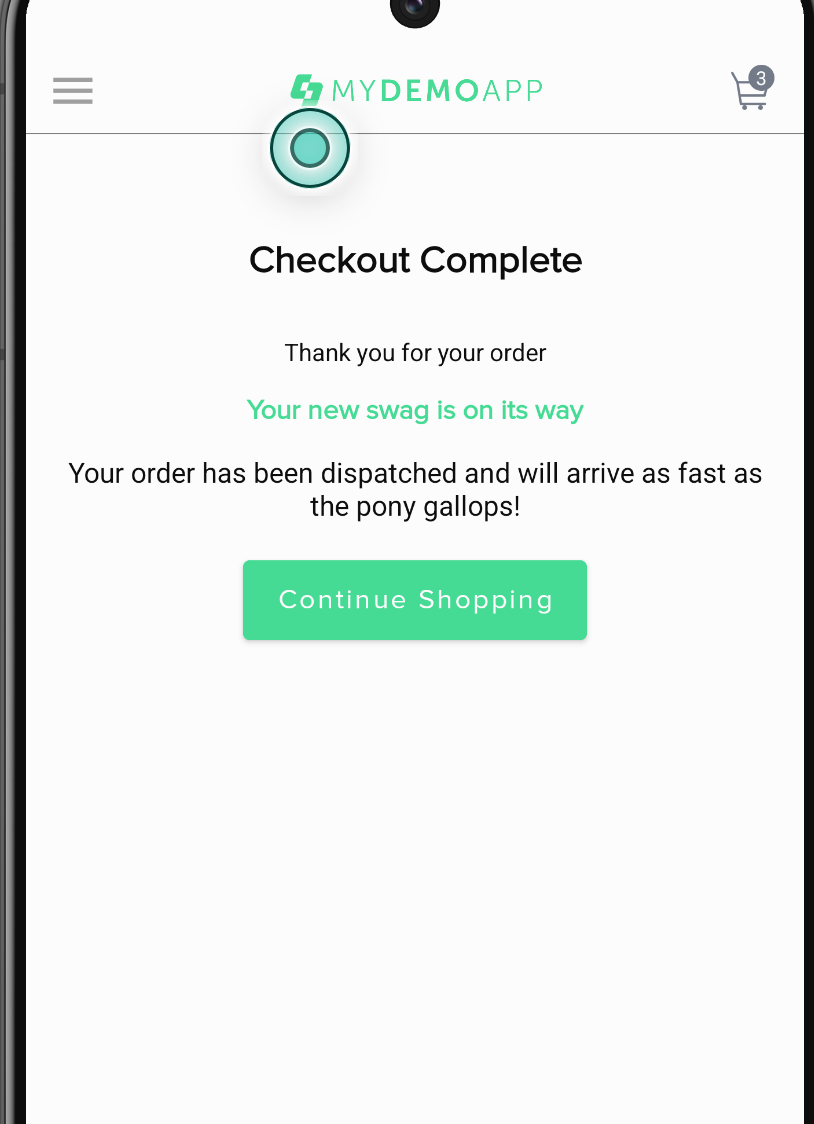 MYDEMOAPP
3
Checkout Complete
Thank you for your order
Your new swag is on its way
Your order has been dispatched and will arrive as fast as
the pony gallops!
Continue Shopping